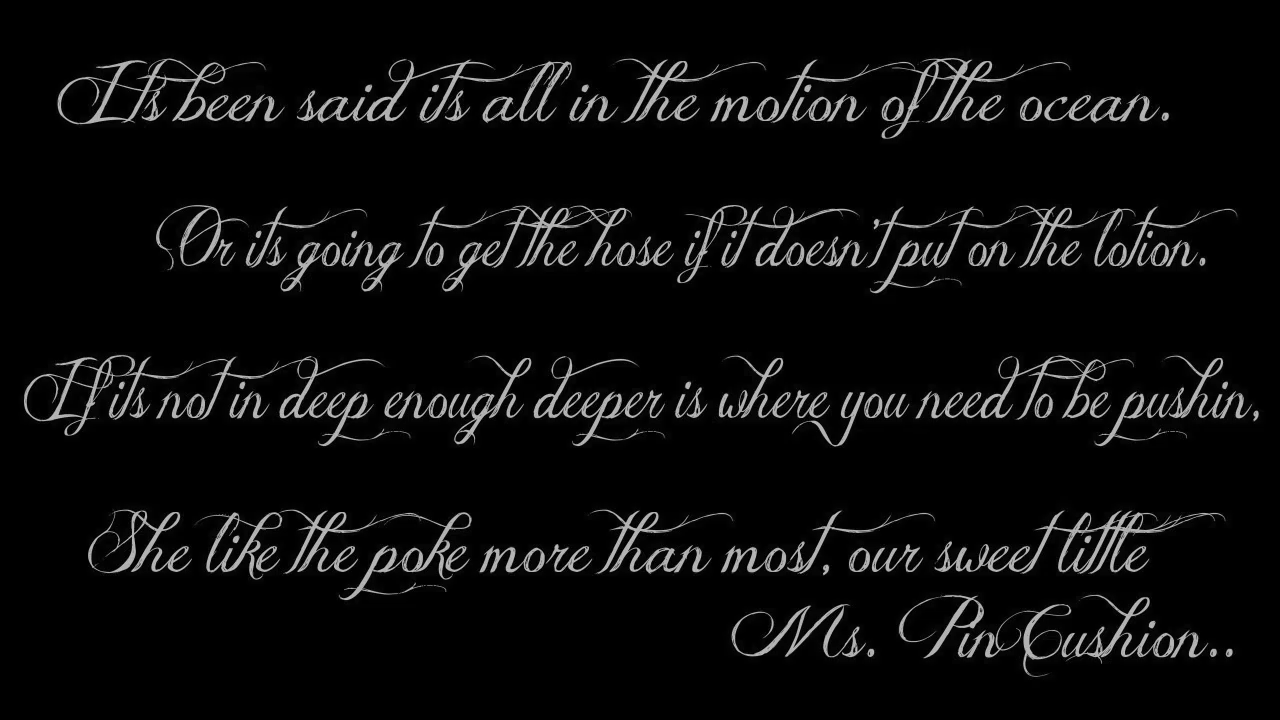 Its been said its all in the motion of the ocean.
Or its going to get the hose if it doesn't put on the lotion.
If its not in deep enough deeper is where you need to be pushin,
She like the poke more than most, our sweet little
Ms. PinCushion..